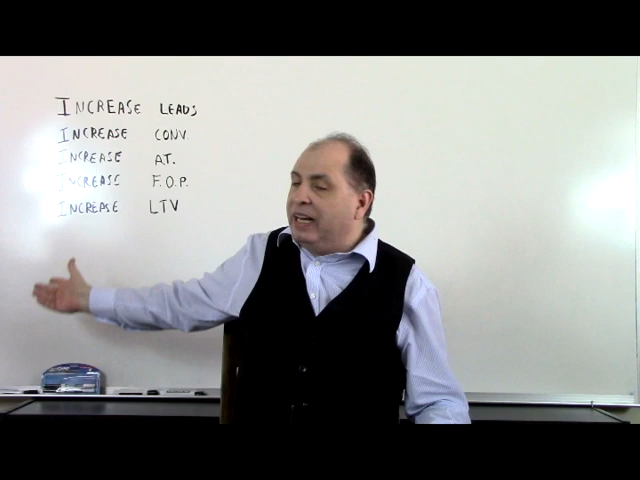 INCREASE LEADS
INCREASE CONV.
INCREASE AT.
INCREASE F.O.P.
INCREASE LTV